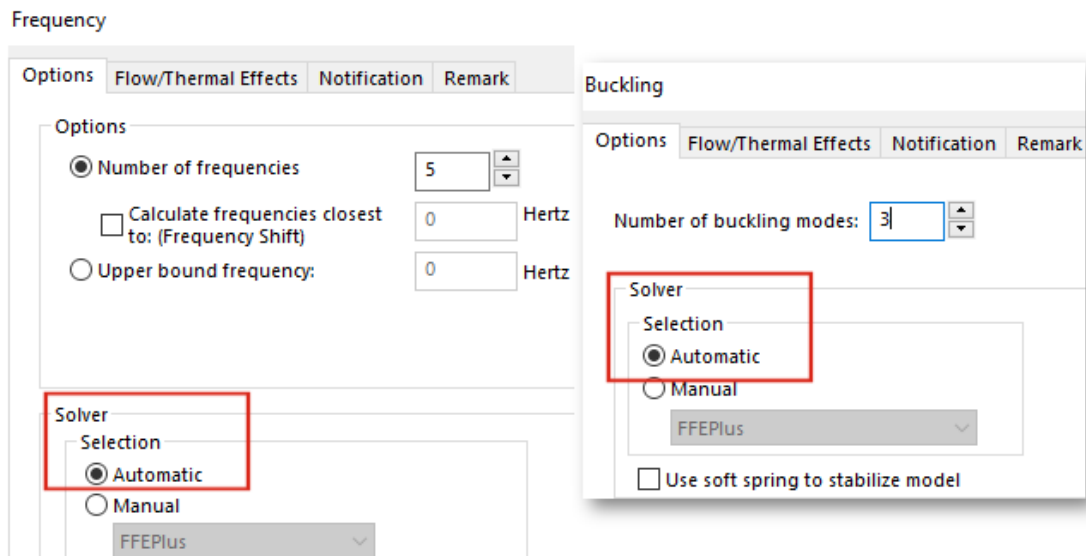 Frequency
Options Flow/Thermal Effects Notification Remark
Options
Number of frequencies 5
Calculate frequencies closest 0 Hertz
to: (Frequency Shift)
Upper bound frequency: 0 Hertz
Solver
Selection
Automatic
Manual
FFEPlus
Buckling
Options Flow/Thermal Effects Notification Remark
Number of buckling modes: 3
Solver
Selection
Automatic
Manual
FFEPlus
Use soft spring to stabilize model